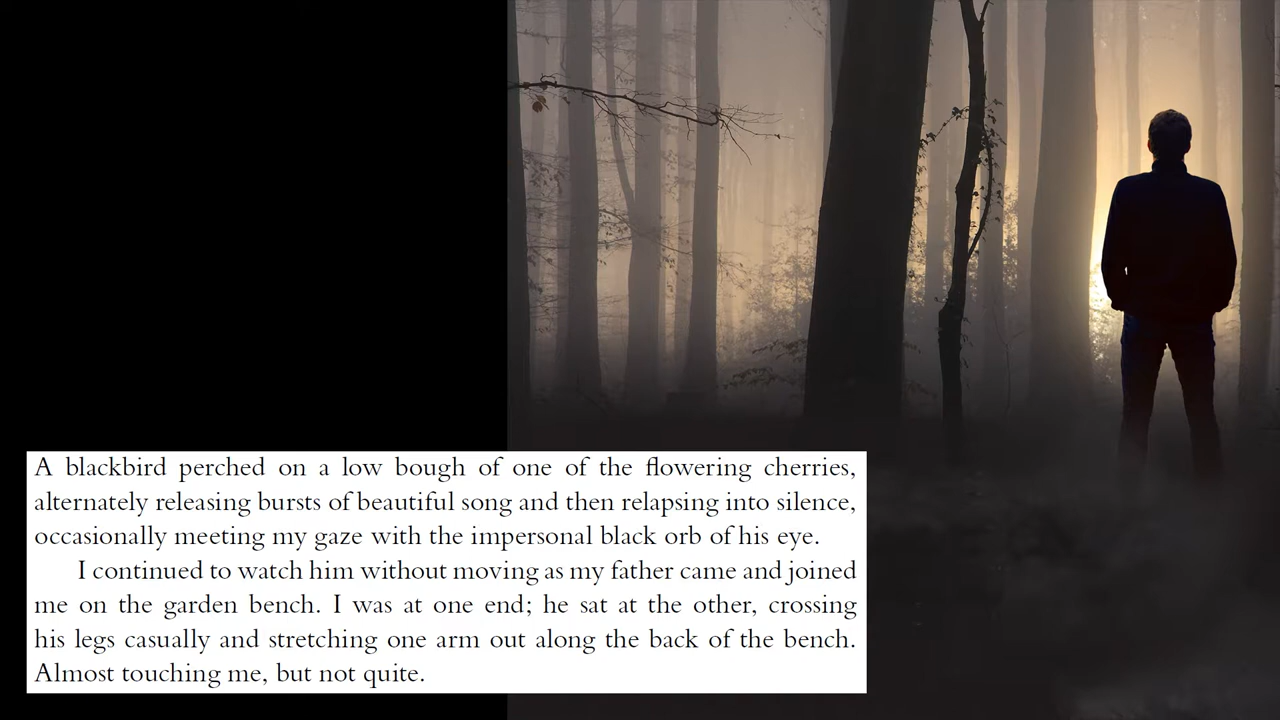 A blackbird perched on a low bough of one of the flowering cherries,
alternately releasing bursts of beautiful song and then relapsing into silence,
occasionally meeting my gaze with the impersonal black orb of his eye.
I continued to watch him without moving as my father came and joined
me on the garden bench. I was at one end; he sat at the other, crossing
his legs casually and stretching one arm out along the back of the bench.
Almost touching me, but not quite.